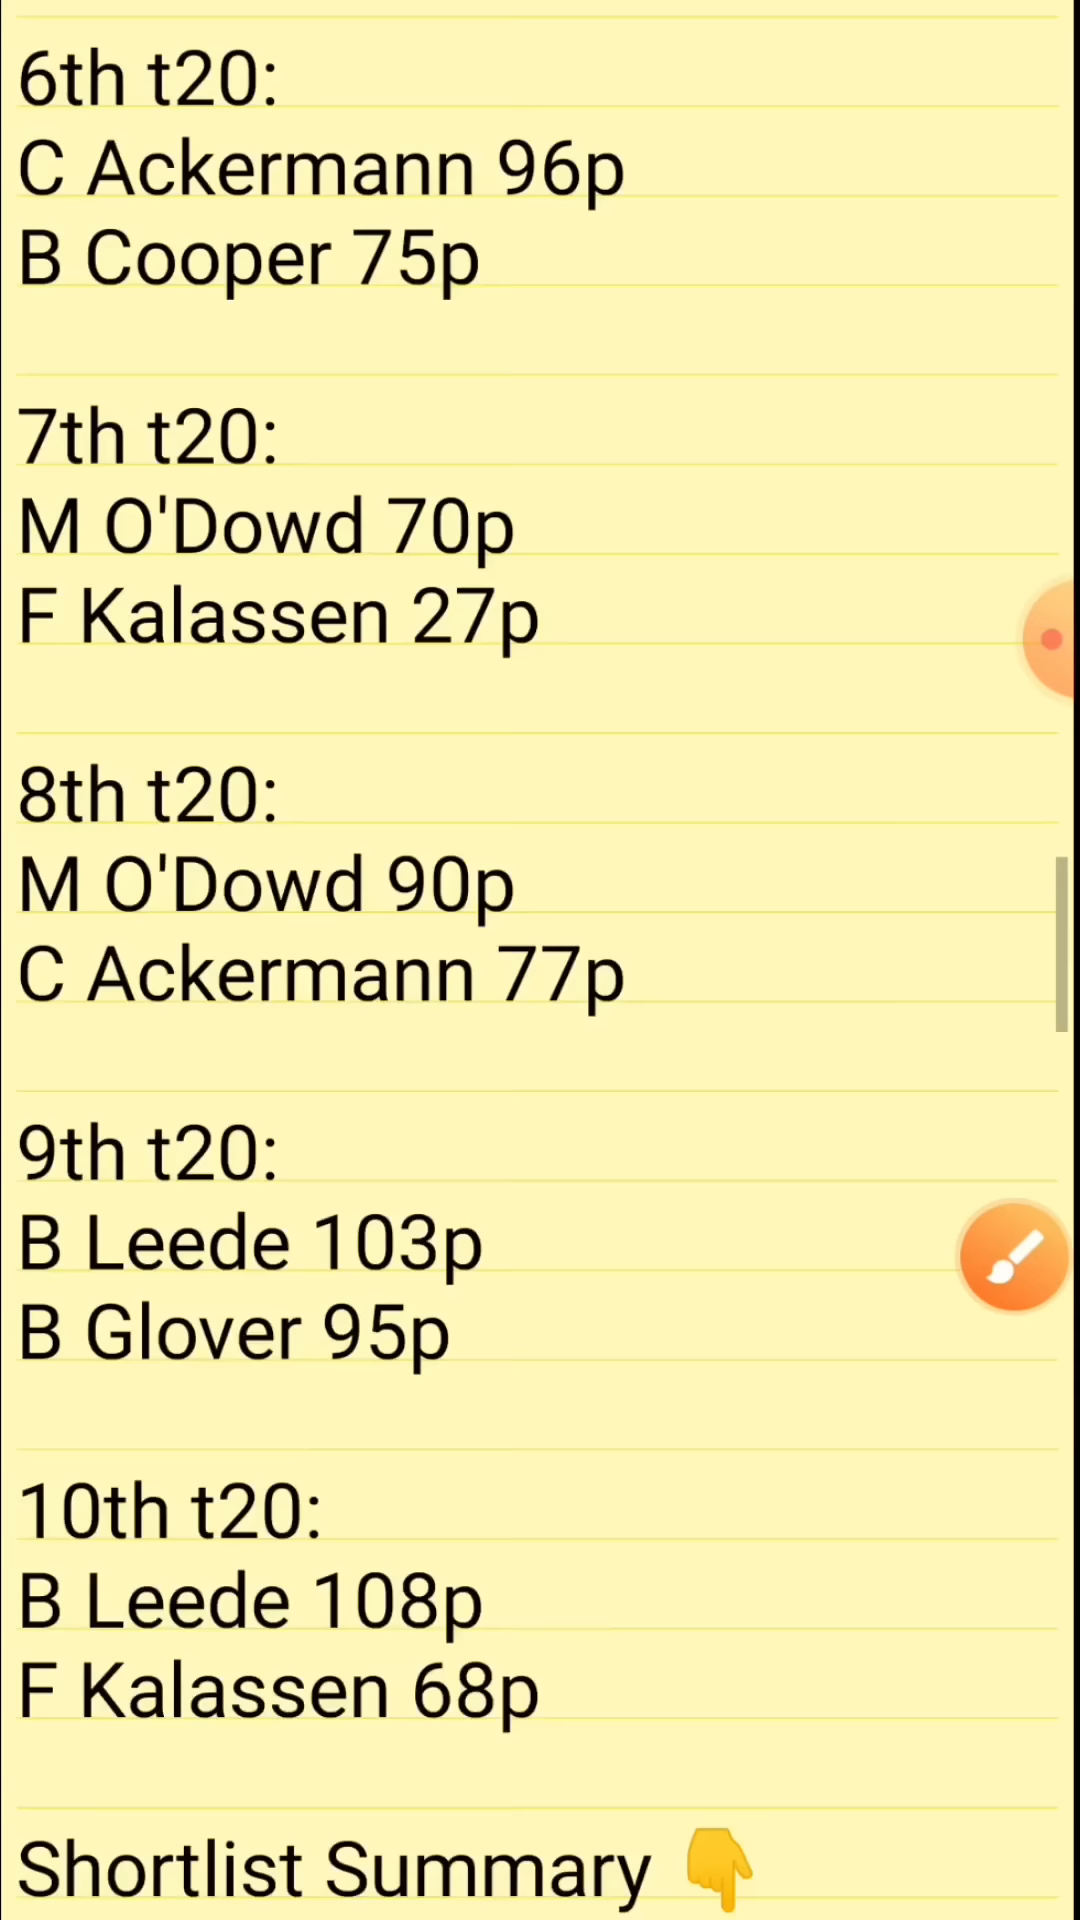 6th t20:
C Ackermann 96p
B Cooper 75p
7th t20:
M O'Dowd 70p
F Kalassen 27p
8th t20:
M O'Dowd 90p
C Ackermann 77p
9th t20:
B Leede 103p
B Glover 95p
10th t20:
B Leede 108p
F Kalassen 68p
Shortlist Summary 👇